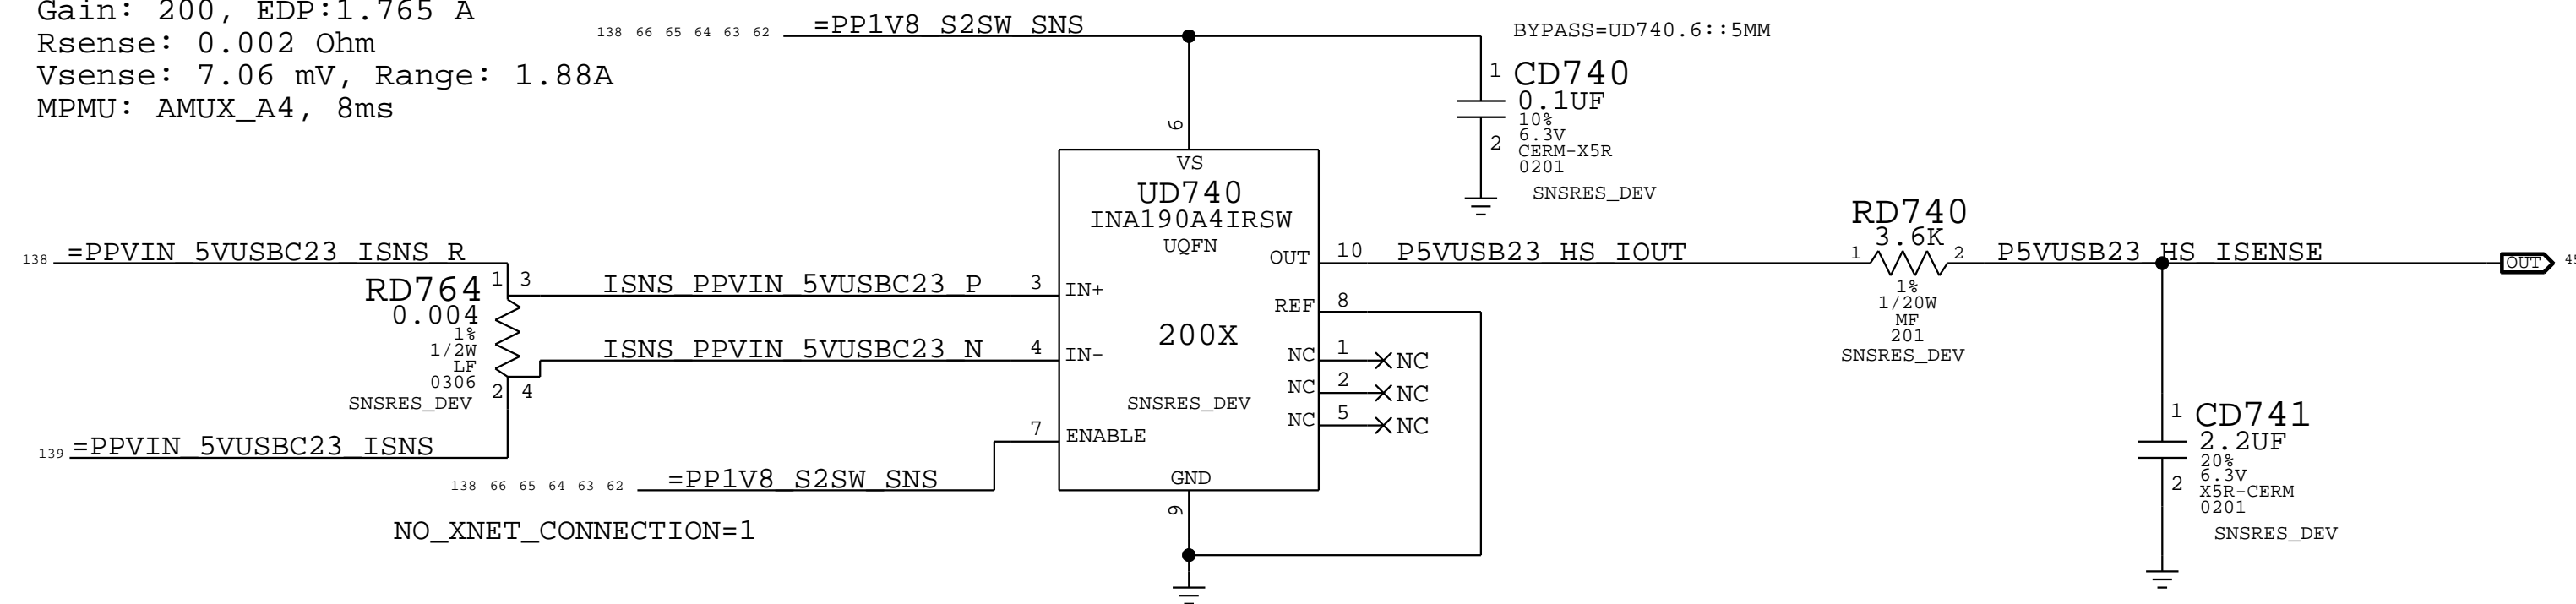 Gain: 200, EDP:1.765 A
Rsense: 0.002 Ohm
Vsense: 7.06 mV, Range: 1.88A
MPMU: AMUX_A4, 8ms
138 66 65 64 63 62 =PP1V8_S2SW_SNS
BYPASS=UD740.6::5MM
1 CD740
0.1UF
10%
6.3V
2 CERM-X5R
0201
SNSRES_DEV
6
VS
UD740
INA190A4IRSW
UQFN
200X
SNSRES_DEV
138 =PPVIN_5VUSBC23_ISNS_R
RD764 1 3
0.004
1%
1/2W
LF
0306
2 4
SNSRES_DEV
139 =PPVIN_5VUSBC23_ISNS
ISNS_PPVIN_5VUSBC23_P 3 IN+
ISNS_PPVIN_5VUSBC23_N 4 IN-
7 ENABLE
138 66 65 64 63 62 =PP1V8_S2SW_SNS
NO_XNET_CONNECTION=1
GND
9
OUT 10 P5VUSB23_HS_IOUT
REF 8
NC 1 NC
NC 2 NC
NC 5 NC
RD740
1 3.6K 2
1%
1/20W
MF
201
SNSRES_DEV
P5VUSB23_HS_ISENSE
OUT
1 CD741
2.2UF
20%
6.3V
2 X5R-CERM
0201
SNSRES_DEV